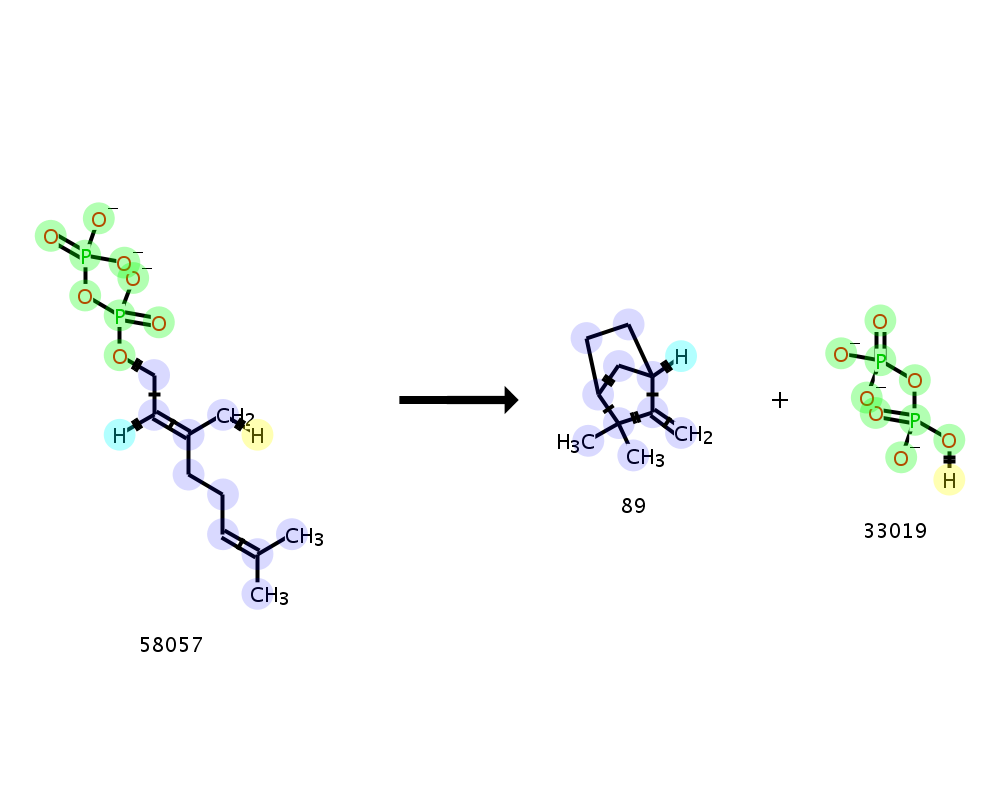 O⁻
O P O⁻
O⁻
O P O
O
H CH₂ H
CH₃
CH₃
58057
H
CH₂
H₃C CH₃
89
+
O
O⁻ P O
O⁻ O P O
O⁻ H
33019